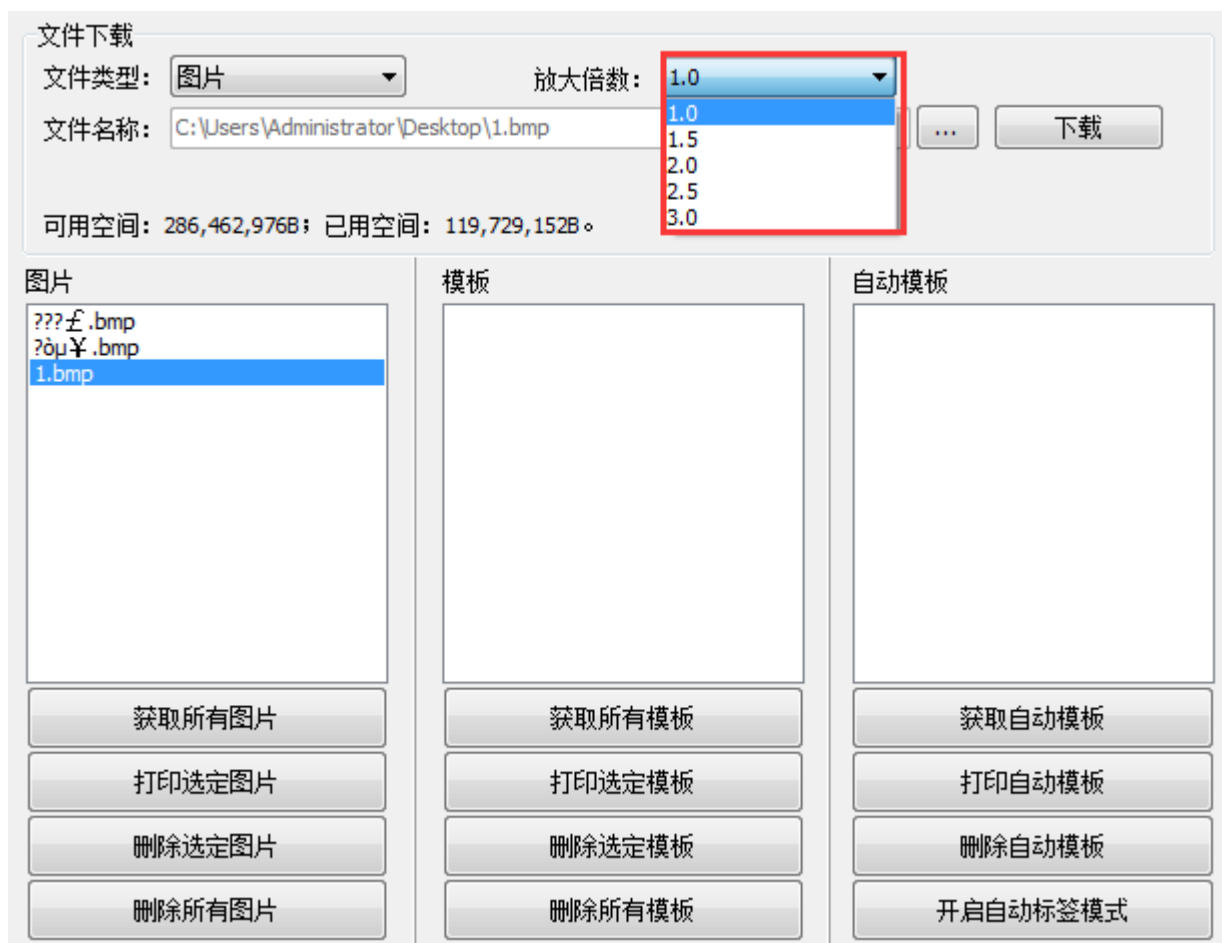 文件下载
文件类型： 图片 放大倍数： 1.0
1.0
1.5
2.0
2.5
3.0
文件名称： C:\Users\Administrator\Desktop\1.bmp ... 下载
可用空间：286,462,976B；已用空间：119,729,152B。
图片 模板 自动模板
???£.bmp
?òµ¥.bmp
1.bmp
获取所有图片 获取所有模板 获取自动模板
打印选定图片 打印选定模板 打印自动模板
删除选定图片 删除选定模板 删除自动模板
删除所有图片 删除所有模板 开启自动标签模式